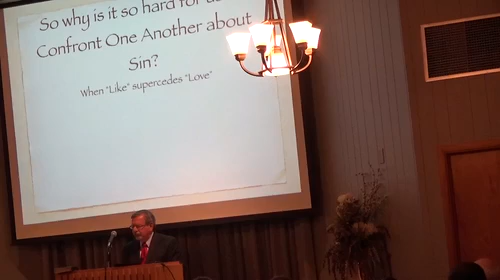 So why is it so hard for
Confront One Another about
Sin?
When "Like" supercedes "Love"